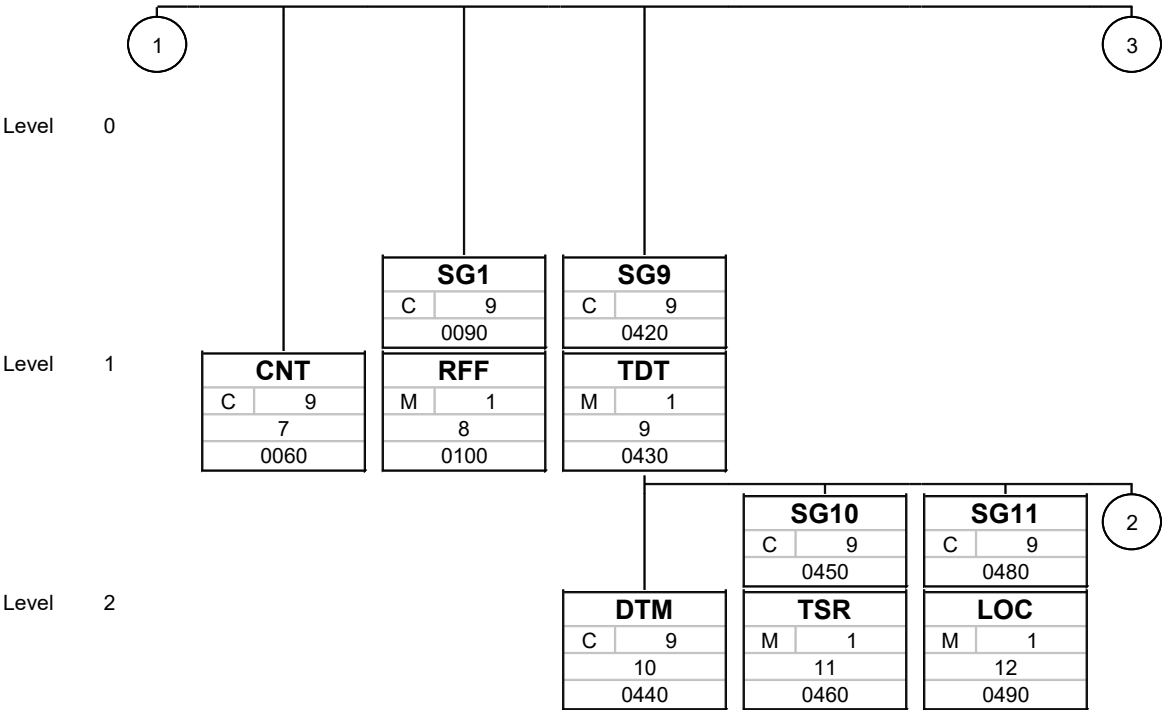 1 3
Level 0
SG1 SG9
C 9 C 9
0090 0420
Level 1
CNT RFF TDT
C 9 M 1 M 1
7 8 9
0060 0100 0430
SG10 SG11 2
C 9 C 9
0450 0480
Level 2
DTM TSR LOC
C 9 M 1 M 1
10 11 12
0440 0460 0490